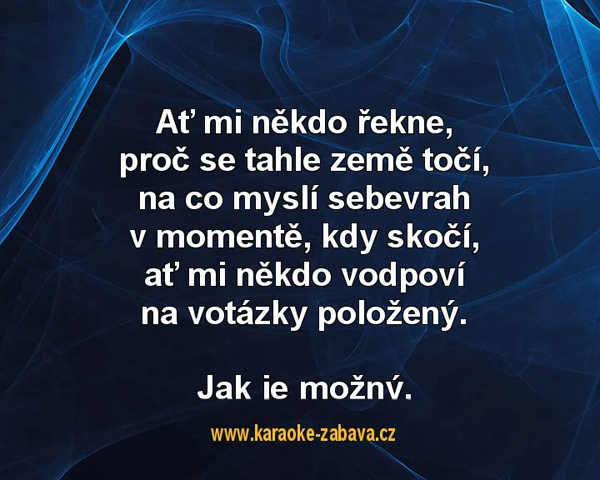 Ať mi někdo řekne,
proč se tahle země točí,
na co myslí sebevrah
v momentě, kdy skočí,
ať mi někdo vodpoví
na votázky položený.
Jak je možný.
www.karaoke-zabava.cz